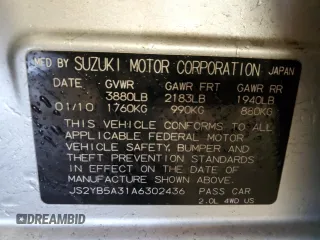 MFD BY SUZUKI MOTOR CORPORATION JAPAN
DATE GVWR GAWR FRT GAWR RR
3880LB 2183LB 1940LB
01/10 1760KG 990KG 880KG
THIS VEHICLE CONFORMS TO ALL
APPLICABLE FEDERAL MOTOR
VEHICLE SAFETY, BUMPER, AND THEFT
PREVENTION STANDARDS IN EFFECT
ON THE DATE OF
MANUFACTURE SHOWN ABOVE.
JS2YB5A31A6302436 PASS CAR
2.0L 4WD US
DREAMBID